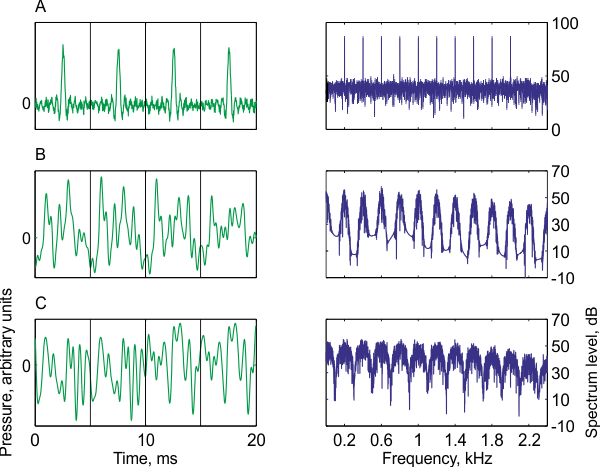 A
0
100
50
0
B
0
70
50
30
10
-10
C
0
70
50
30
10
-10
Pressure, arbitrary units
Spectrum level, dB
0 10 20
0.2 0.6 1 1.4 1.8 2.2
Time, ms
Frequency, kHz